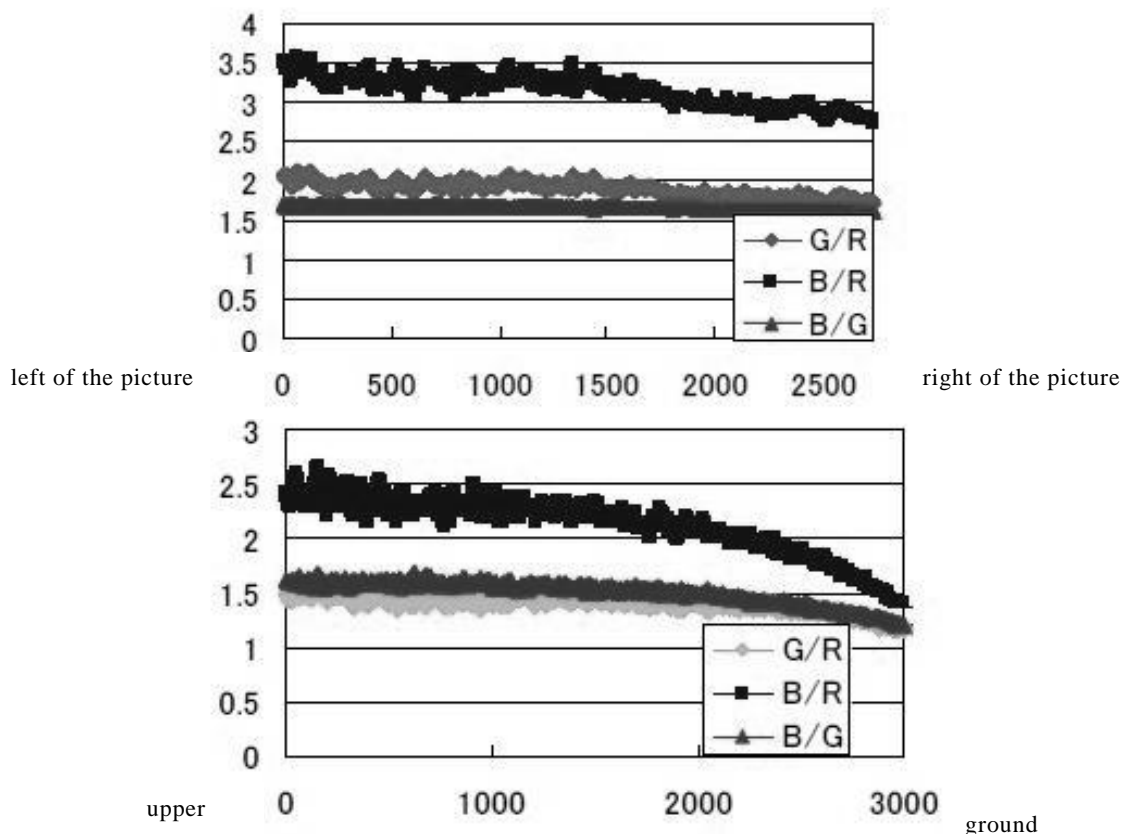 4
3.5
3
2.5
2
1.5
1
0.5
0
G/R
B/R
B/G
left of the picture
0 500 1000 1500 2000 2500
right of the picture
3
2.5
2
1.5
1
0.5
0
G/R
B/R
B/G
upper
0 1000 2000 3000
ground